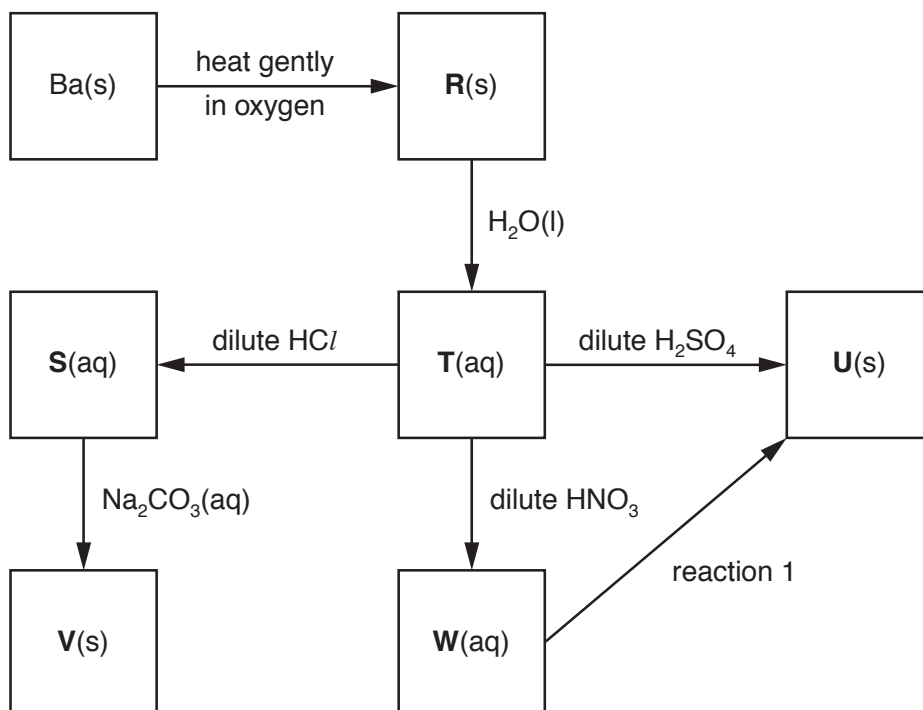 Ba(s)
heat gently
in oxygen
R(s)
H₂O(l)
S(aq)
dilute HCl
T(aq)
dilute H₂SO₄
U(s)
Na₂CO₃(aq)
dilute HNO₃
reaction 1
V(s)
W(aq)